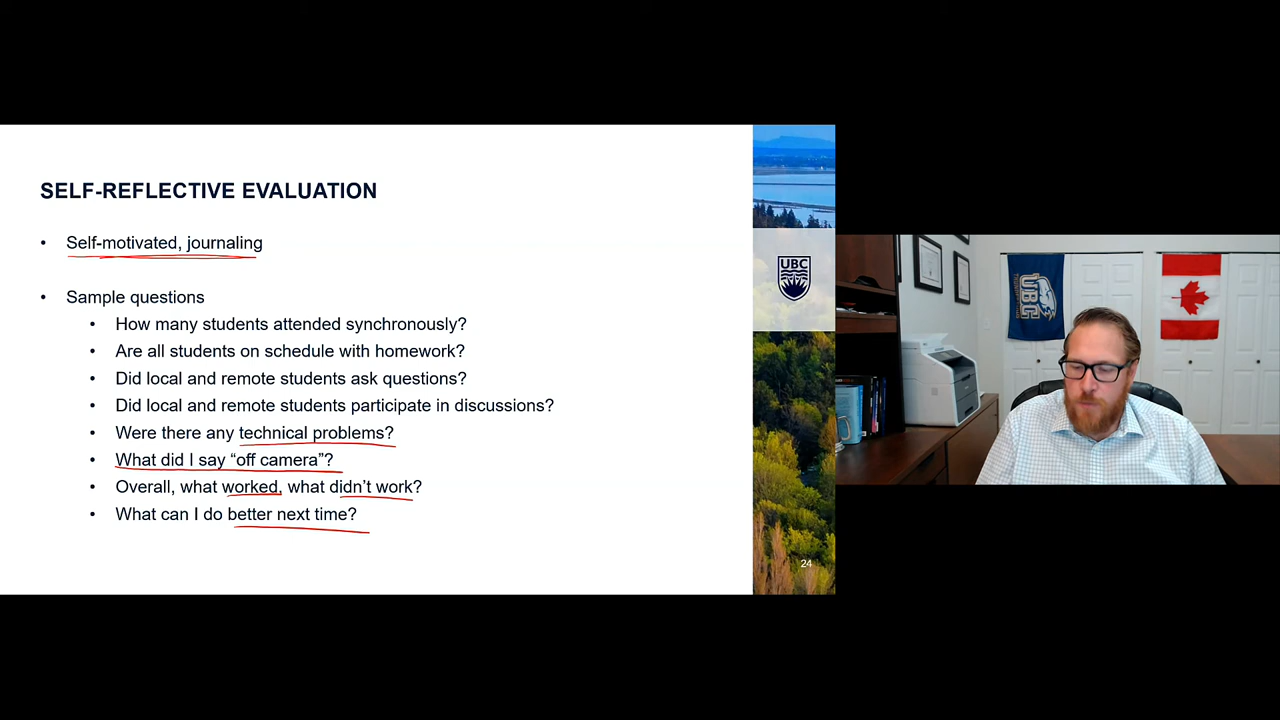 SELF-REFLECTIVE EVALUATION
• Self-motivated, journaling
• Sample questions
• How many students attended synchronously?
• Are all students on schedule with homework?
• Did local and remote students ask questions?
• Did local and remote students participate in discussions?
• Were there any technical problems?
• What did I say “off camera”?
• Overall, what worked, what didn’t work?
• What can I do better next time?
UBC
24
UBC